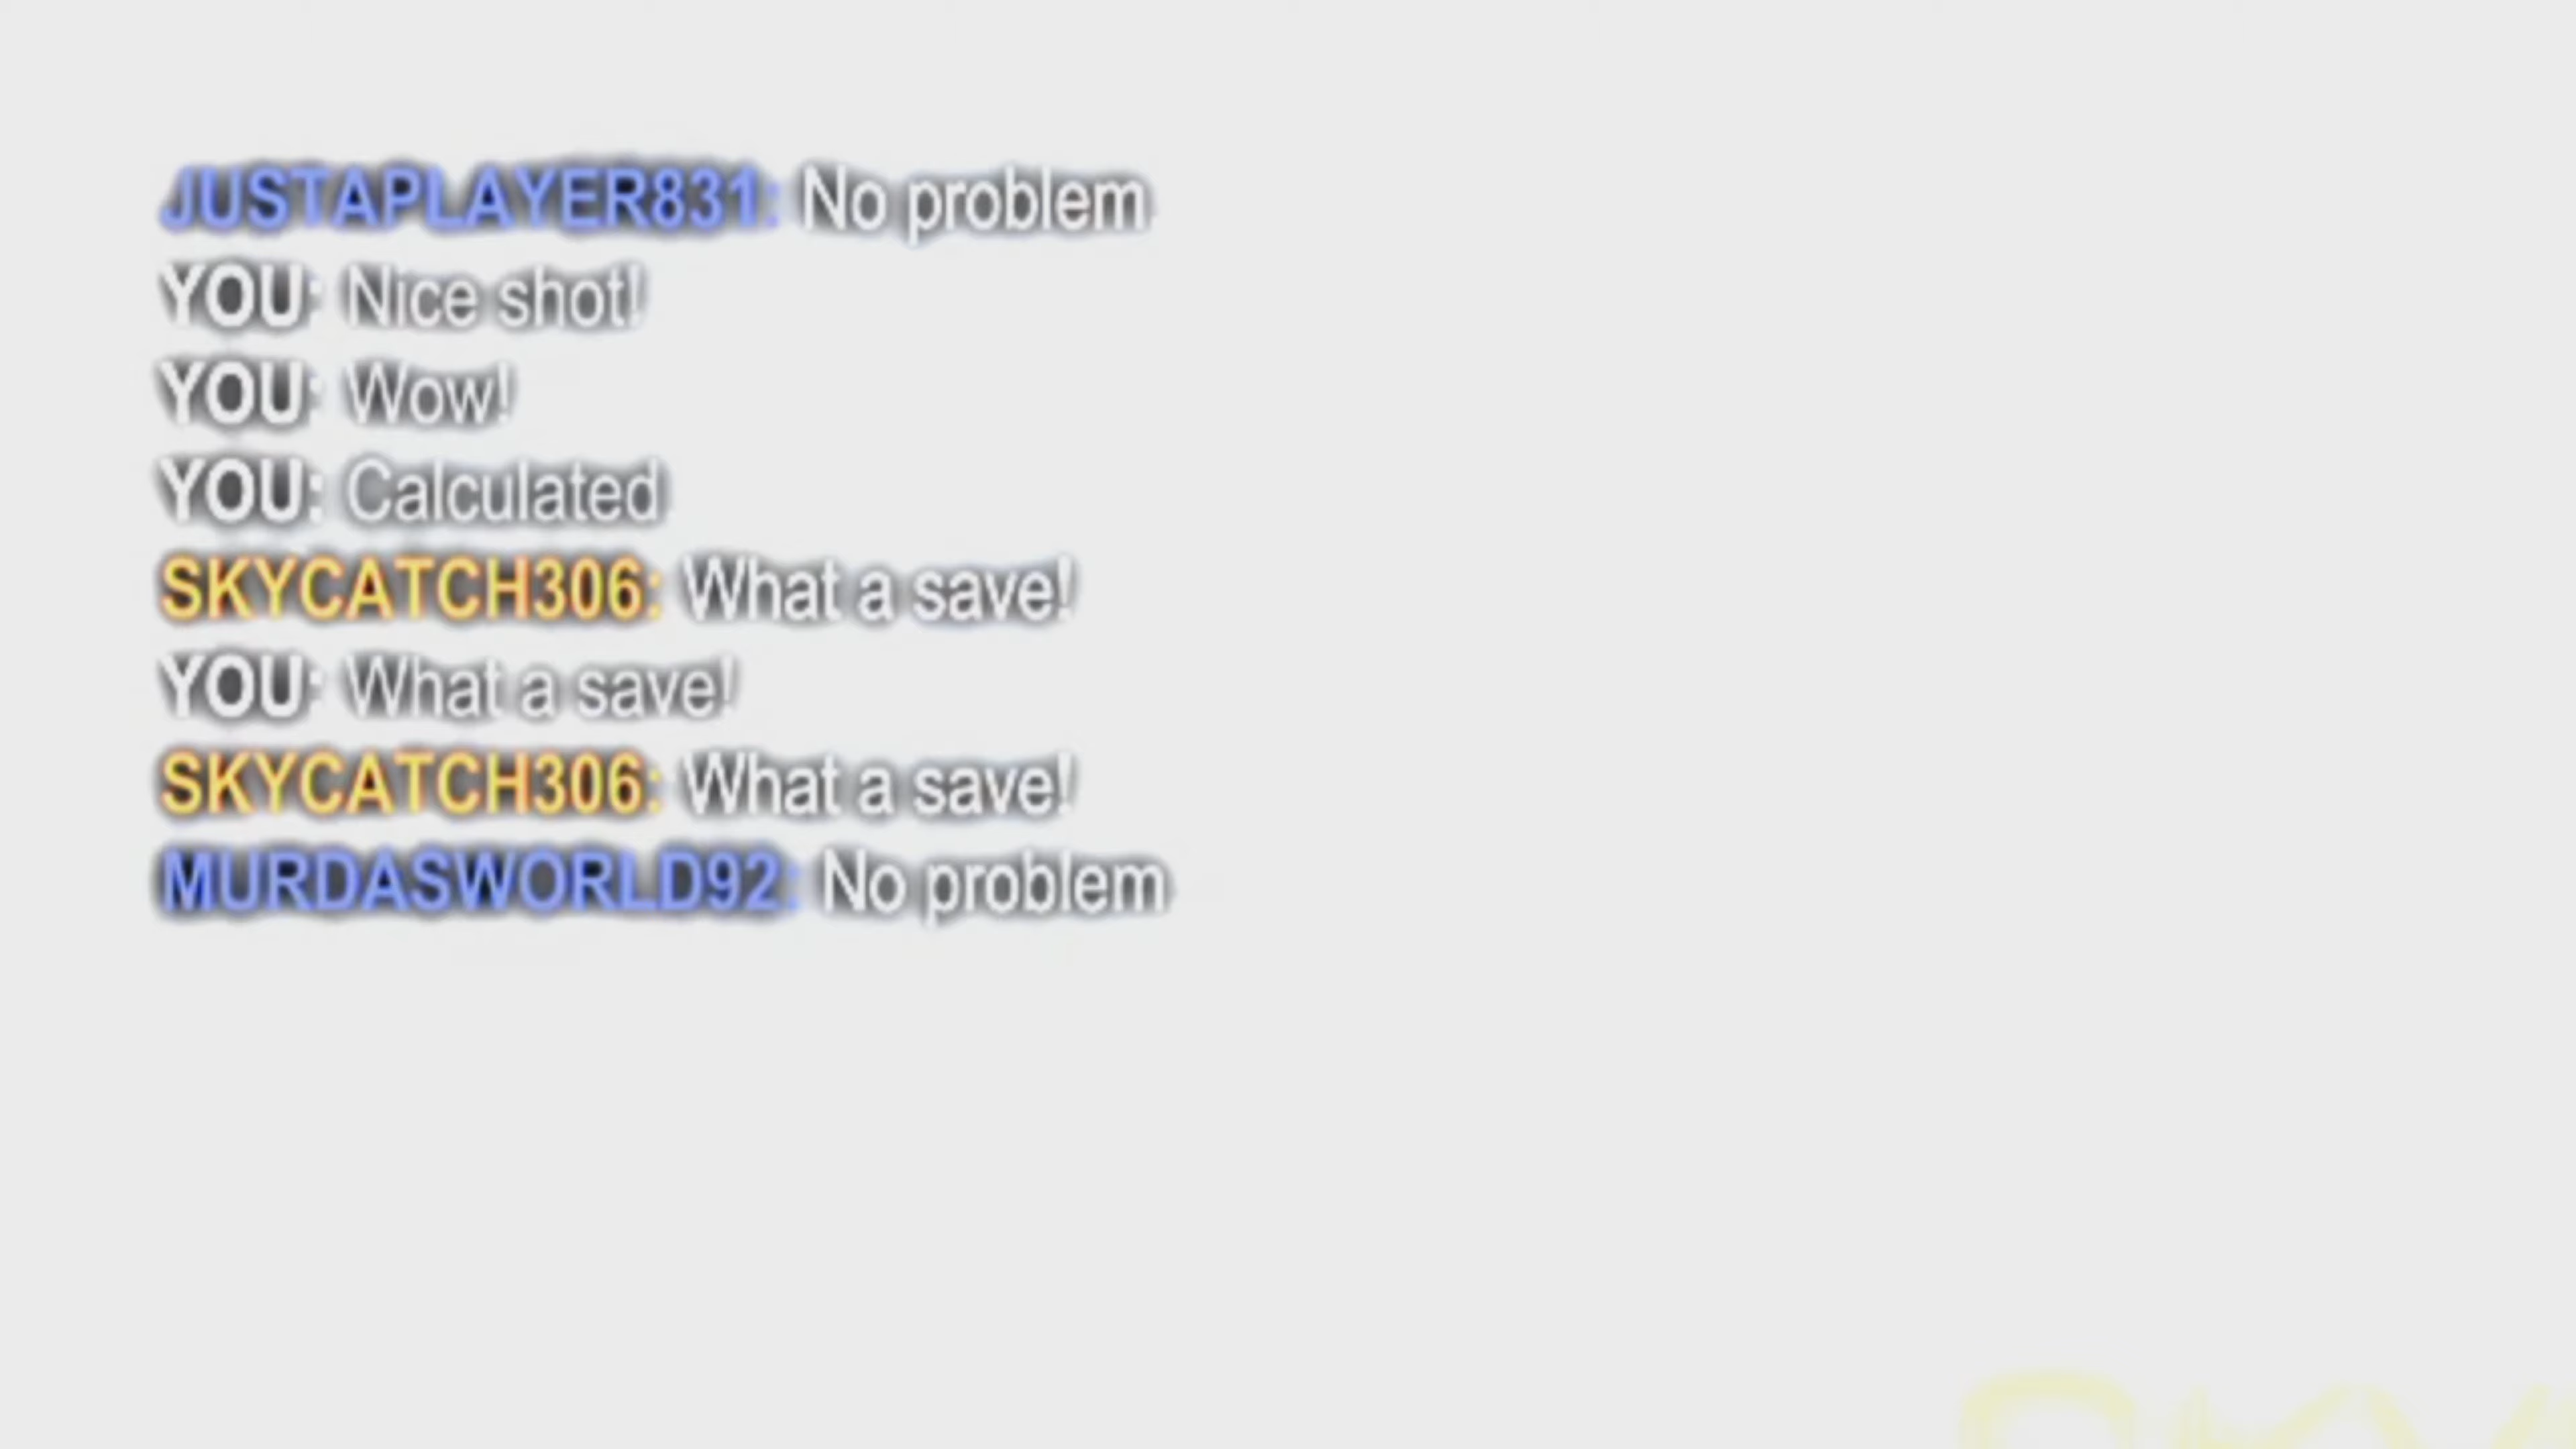 JUSTAPLAYER831: No problem
YOU: Nice shot!
YOU: Wow!
YOU: Calculated
SKYCATCH306: What a save!
YOU: What a save!
SKYCATCH306: What a save!
MURDASWORLD92: No problem